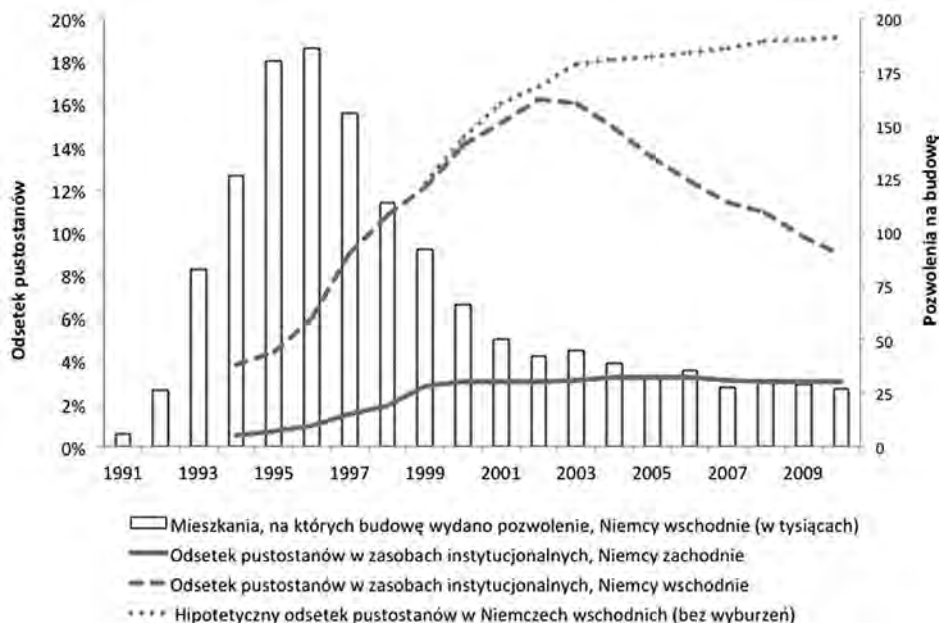 20%
18%
16%
14%
12%
10%
8%
6%
4%
2%
0%
Odsetek pustostanów
200
175
150
125
100
75
50
25
0
Pozwolenia na budowę
1991 1993 1995 1997 1999 2001 2003 2005 2007 2009
Mieszkania, na których budowę wydano pozwolenie, Niemcy wschodnie (w tysiącach)
Odsetek pustostanów w zasobach instytucjonalnych, Niemcy zachodnie
Odsetek pustostanów w zasobach instytucjonalnych, Niemcy wschodnie
Hipotetyczny odsetek pustostanów w Niemczech wschodnich (bez wyburzeń)